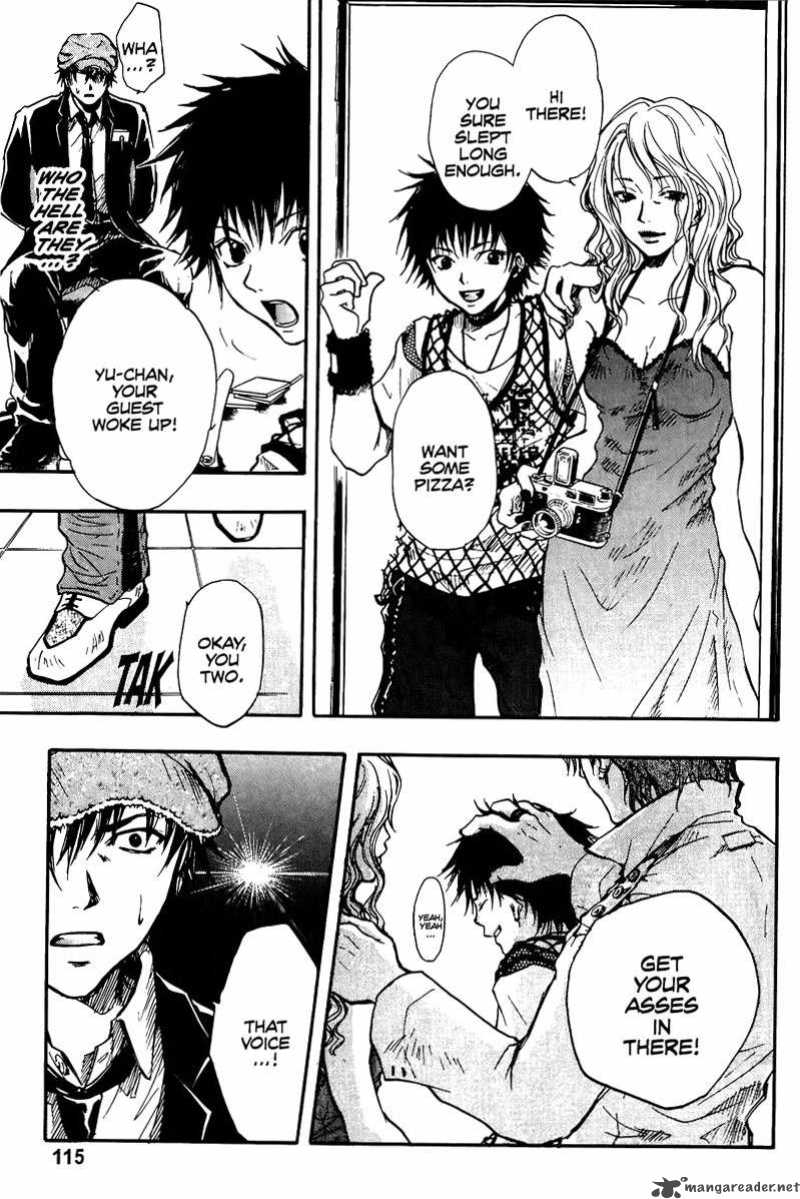 HI
THERE!
YOU
SURE
SLEPT
LONG
ENOUGH.
WANT
SOME
PIZZA?
WHA
...?
WHO
THE
HELL
ARE
THEY
...?
YU-CHAN,
YOUR
GUEST
WOKE UP!
TAK
OKAY,
YOU
TWO.
GET
YOUR
ASSES
IN
THERE!
YEAH,
YEAH
...
THAT
VOICE
...!
115
mangareader.net